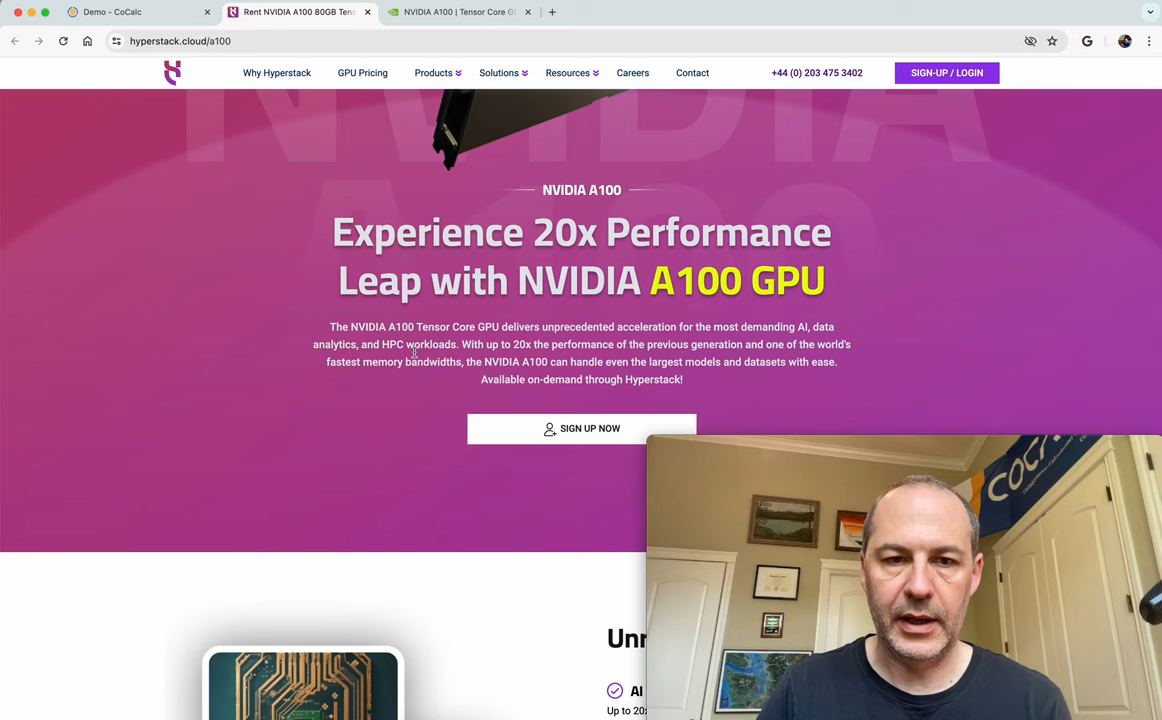 Demo - CoCalc
Rent NVIDIA A100 80GB Tens
NVIDIA A100 | Tensor Core G
hyperstack.cloud/a100
Why Hyperstack
GPU Pricing
Products
Solutions
Resources
Careers
Contact
+44 (0) 203 475 3402
SIGN-UP / LOGIN
NVIDIA
A100
NVIDIA A100
Experience 20x Performance
Leap with NVIDIA A100 GPU
The NVIDIA A100 Tensor Core GPU delivers unprecedented acceleration for the most demanding AI, data
analytics, and HPC workloads. With up to 20x the performance of the previous generation and one of the world's
fastest memory bandwidths, the NVIDIA A100 can handle even the largest models and datasets with ease.
Available on-demand through Hyperstack!
SIGN UP NOW
COCA
Unr
AI
Up to 20x